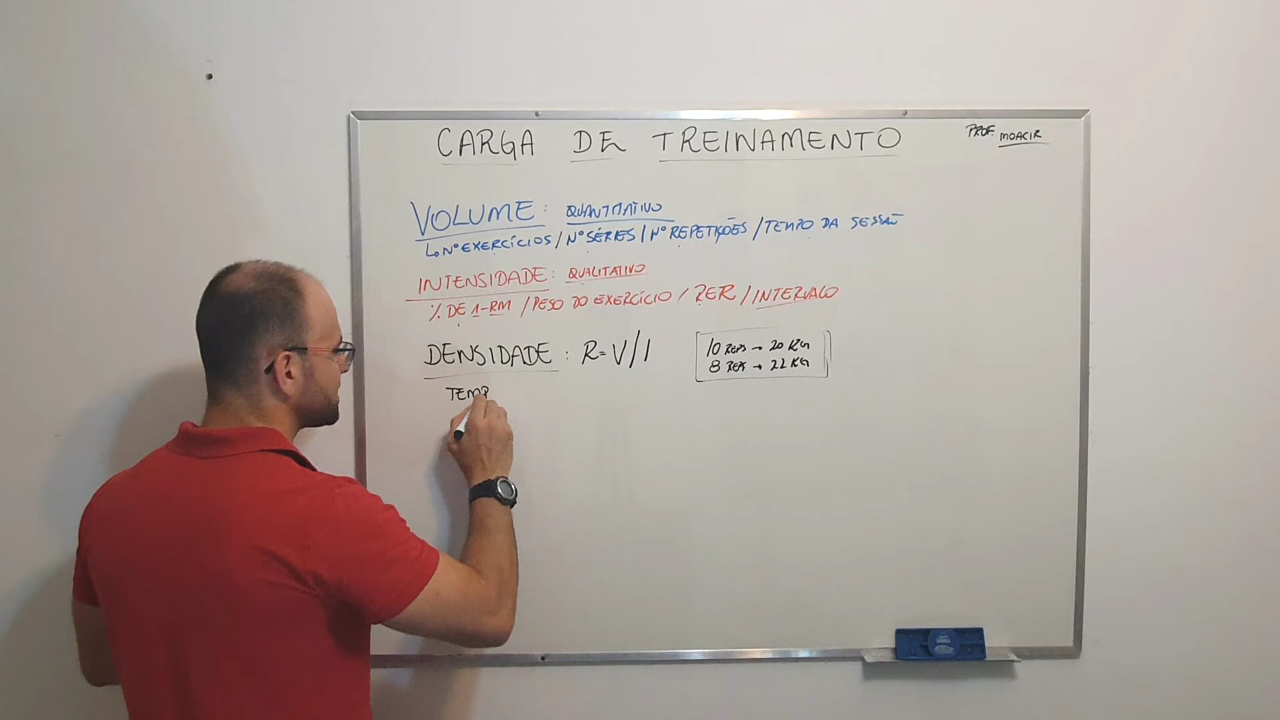 CARGA DE TREINAMENTO
PROF. MOACIR
VOLUME: QUANTITATIVO
↳ Nº EXERCÍCIOS / Nº SÉRIES / Nº REPETIÇÕES / TEMPO DA SESSÃO
INTENSIDADE: QUALITATIVO
% DE 1-RM / PESO DO EXERCÍCIO / PER / INTERVALO
DENSIDADE: R=V/I
10 REPS → 20 KG
8 REPS → 22 KG
TEMP